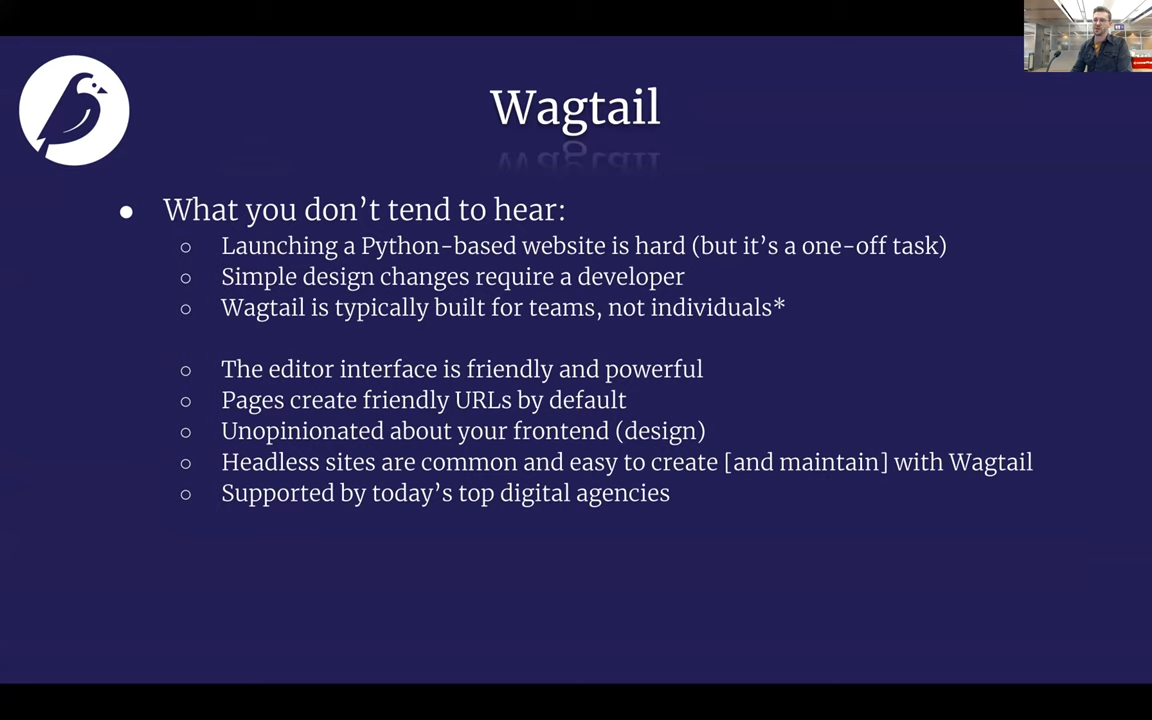 Wagtail
● What you don’t tend to hear:
○ Launching a Python-based website is hard (but it’s a one-off task)
○ Simple design changes require a developer
○ Wagtail is typically built for teams, not individuals*
○ The editor interface is friendly and powerful
○ Pages create friendly URLs by default
○ Unopinionated about your frontend (design)
○ Headless sites are common and easy to create [and maintain] with Wagtail
○ Supported by today’s top digital agencies